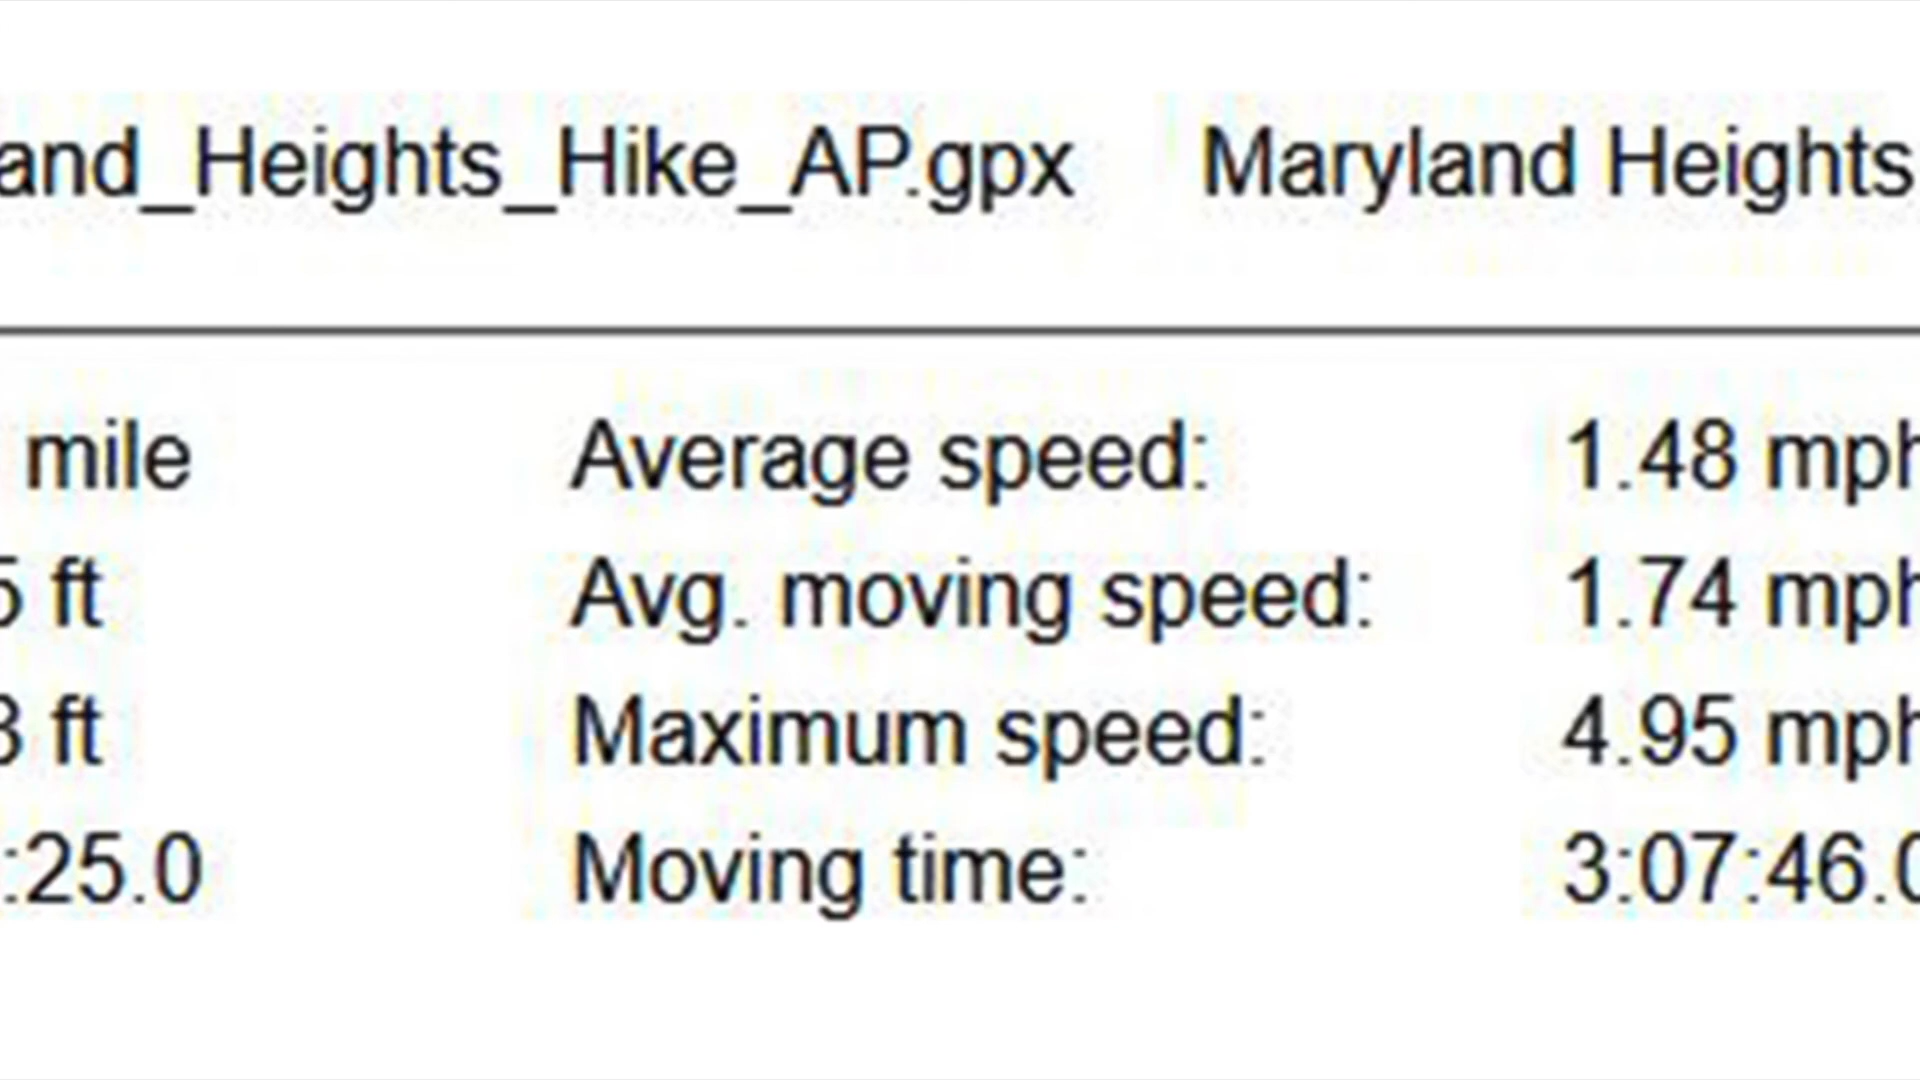 and_Heights_Hike_AP.gpx Maryland Heights
mile Average speed: 1.48 mph
5 ft Avg. moving speed: 1.74 mph
3 ft Maximum speed: 4.95 mph
:25.0 Moving time: 3:07:46.0